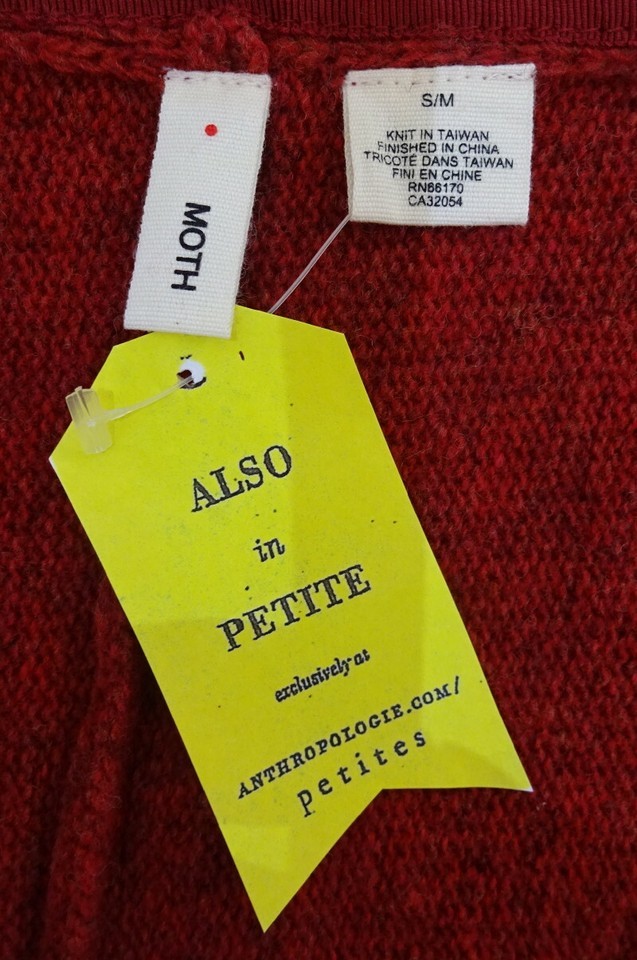 MOTH
S/M
KNIT IN TAIWAN
FINISHED IN CHINA
TRICOTÉ DANS TAIWAN
FINI EN CHINE
RN66170
CA32054
ALSO
in
PETITE
exclusively at
ANTHROPOLOGIE.COM/
petites